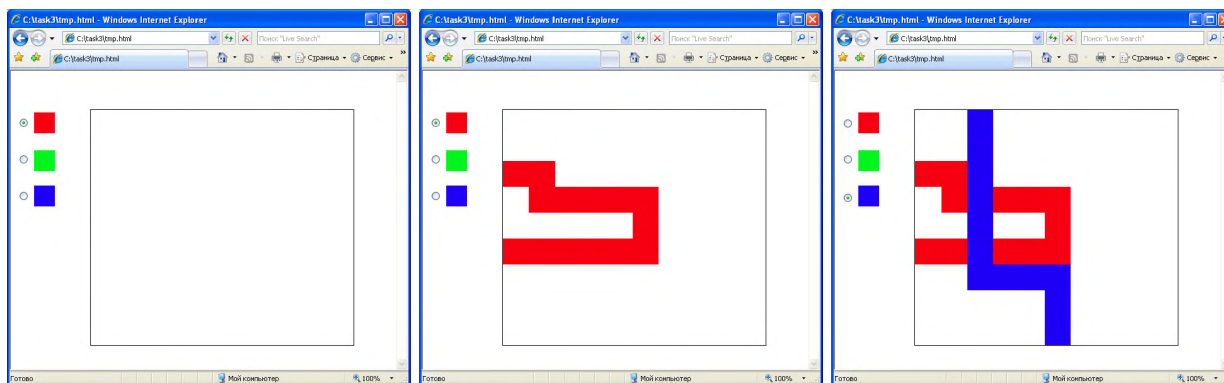 C:\task3\tmp.html - Windows Internet Explorer
C:\task3\tmp.html
Поиск "Live Search"
C:\task3\tmp.html
Страница
Сервис
»
Готово
Мой компьютер
100%
C:\task3\tmp.html - Windows Internet Explorer
C:\task3\tmp.html
Поиск "Live Search"
C:\task3\tmp.html
Страница
Сервис
»
Готово
Мой компьютер
100%
C:\task3\tmp.html - Windows Internet Explorer
C:\task3\tmp.html
Поиск "Live Search"
C:\task3\tmp.html
Страница
Сервис
»
Готово
Мой компьютер
100%